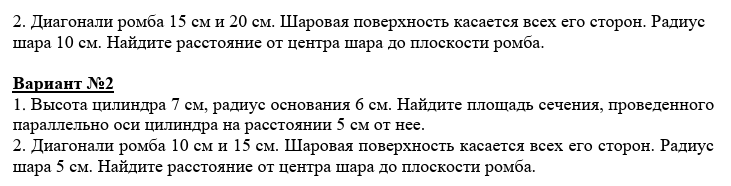 2. Диагонали ромба 15 см и 20 см. Шаровая поверхность касается всех его сторон. Радиус
шара 10 см. Найдите расстояние от центра шара до плоскости ромба.
Вариант №2
1. Высота цилиндра 7 см, радиус основания 6 см. Найдите площадь сечения, проведенного
параллельно оси цилиндра на расстоянии 5 см от нее.
2. Диагонали ромба 10 см и 15 см. Шаровая поверхность касается всех его сторон. Радиус
шара 5 см. Найдите расстояние от центра шара до плоскости ромба.